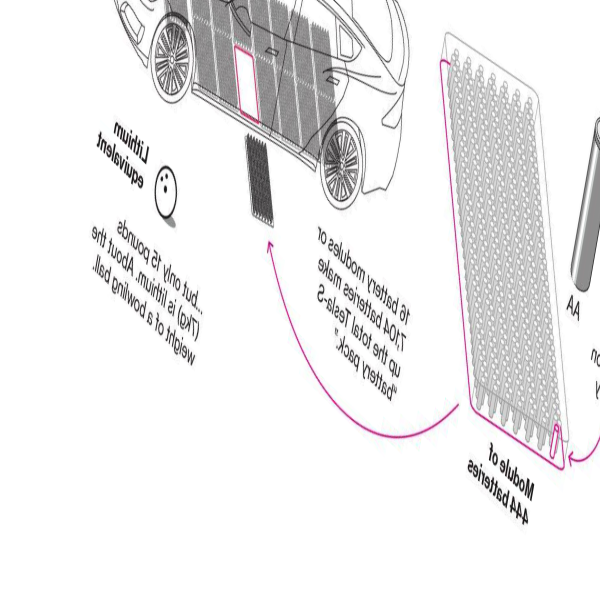 Lithium
equivalent
...but only 15 pounds
(7kg) is lithium. About the
weight of a bowling ball.
16 battery modules or
7,104 batteries make
up the total Tesla-S
"battery pack."
Module of
444 batteries
AA